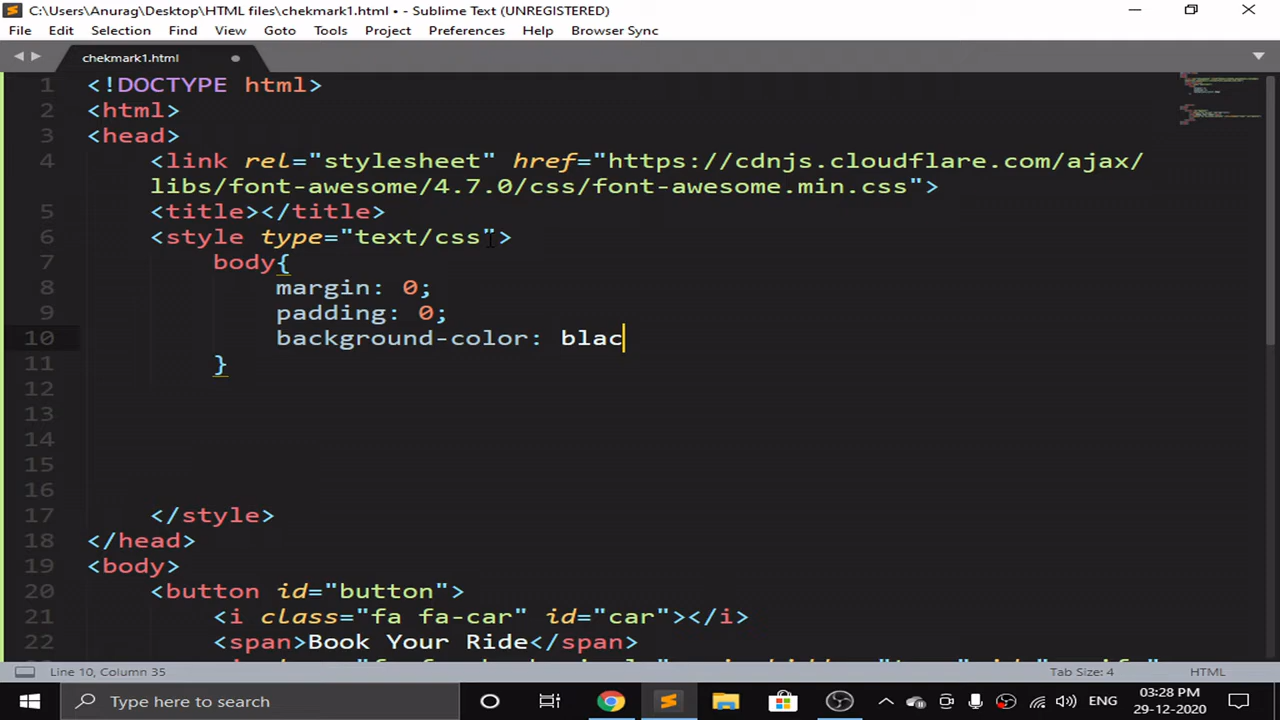 C:\Users\Anurag\Desktop\HTML files\chekmark1.html • - Sublime Text (UNREGISTERED)
File Edit Selection Find View Goto Tools Project Preferences Help Browser Sync
chekmark1.html
1 <!DOCTYPE html>
2 <html>
3 <head>
4 <link rel="stylesheet" href="https://cdnjs.cloudflare.com/ajax/
libs/font-awesome/4.7.0/css/font-awesome.min.css">
5 <title></title>
6 <style type="text/css">
7 body{
8 margin: 0;
9 padding: 0;
10 background-color: blac
11 }
12
13
14
15
16
17 </style>
18 </head>
19 <body>
20 <button id="button">
21 <i class="fa fa-car" id="car"></i>
22 <span>Book Your Ride</span>
Line 10, Column 35 Tab Size: 4 HTML
Type here to search ENG 03:28 PM
29-12-2020